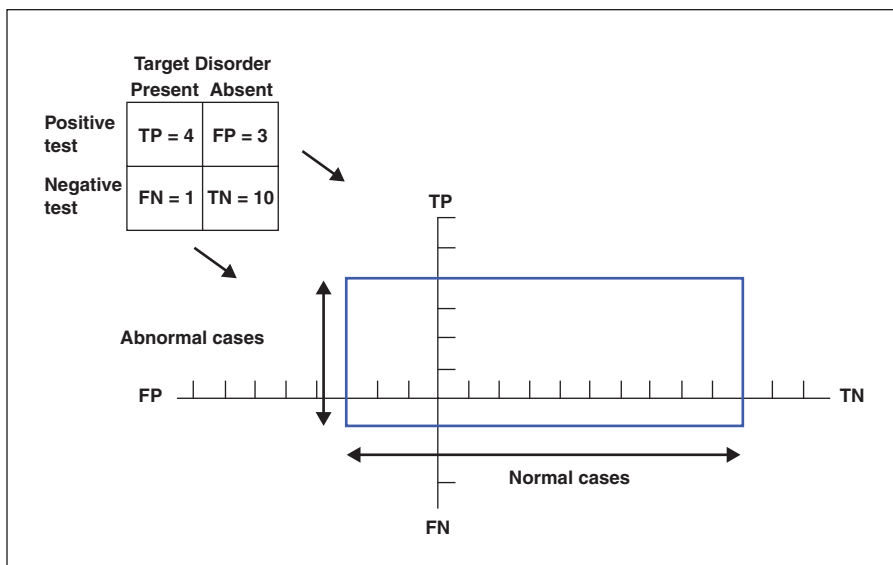 Target Disorder
Present Absent
Positive
test
TP = 4 FP = 3
Negative
test
FN = 1 TN = 10
TP
Abnormal cases
FP
TN
Normal cases
FN